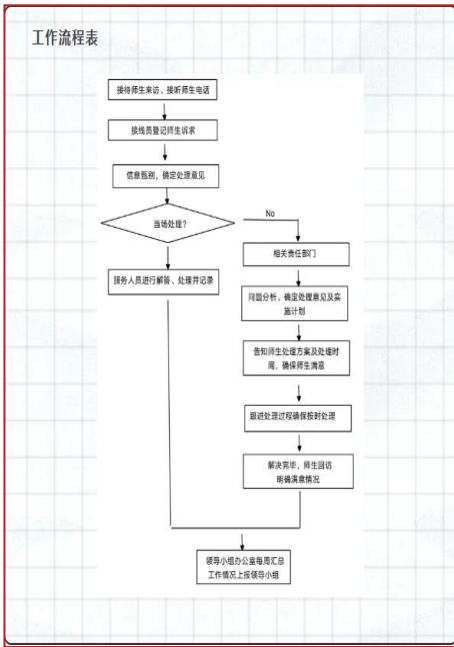 工作流程表
接待师生来访、接听师生电话
接线员登记师生诉求
信息甄别，确定处理意见
当场处理？
No
相关责任部门
服务人员进行解答、处理并记录
问题分析、确定处理意见及实
施计划
告知师生处理方案及处理时
间，确保师生满意
跟进处理过程确保按时处理
解决完毕，师生回访
明确满意情况
领导小组办公室每周汇总
工作情况上报领导小组